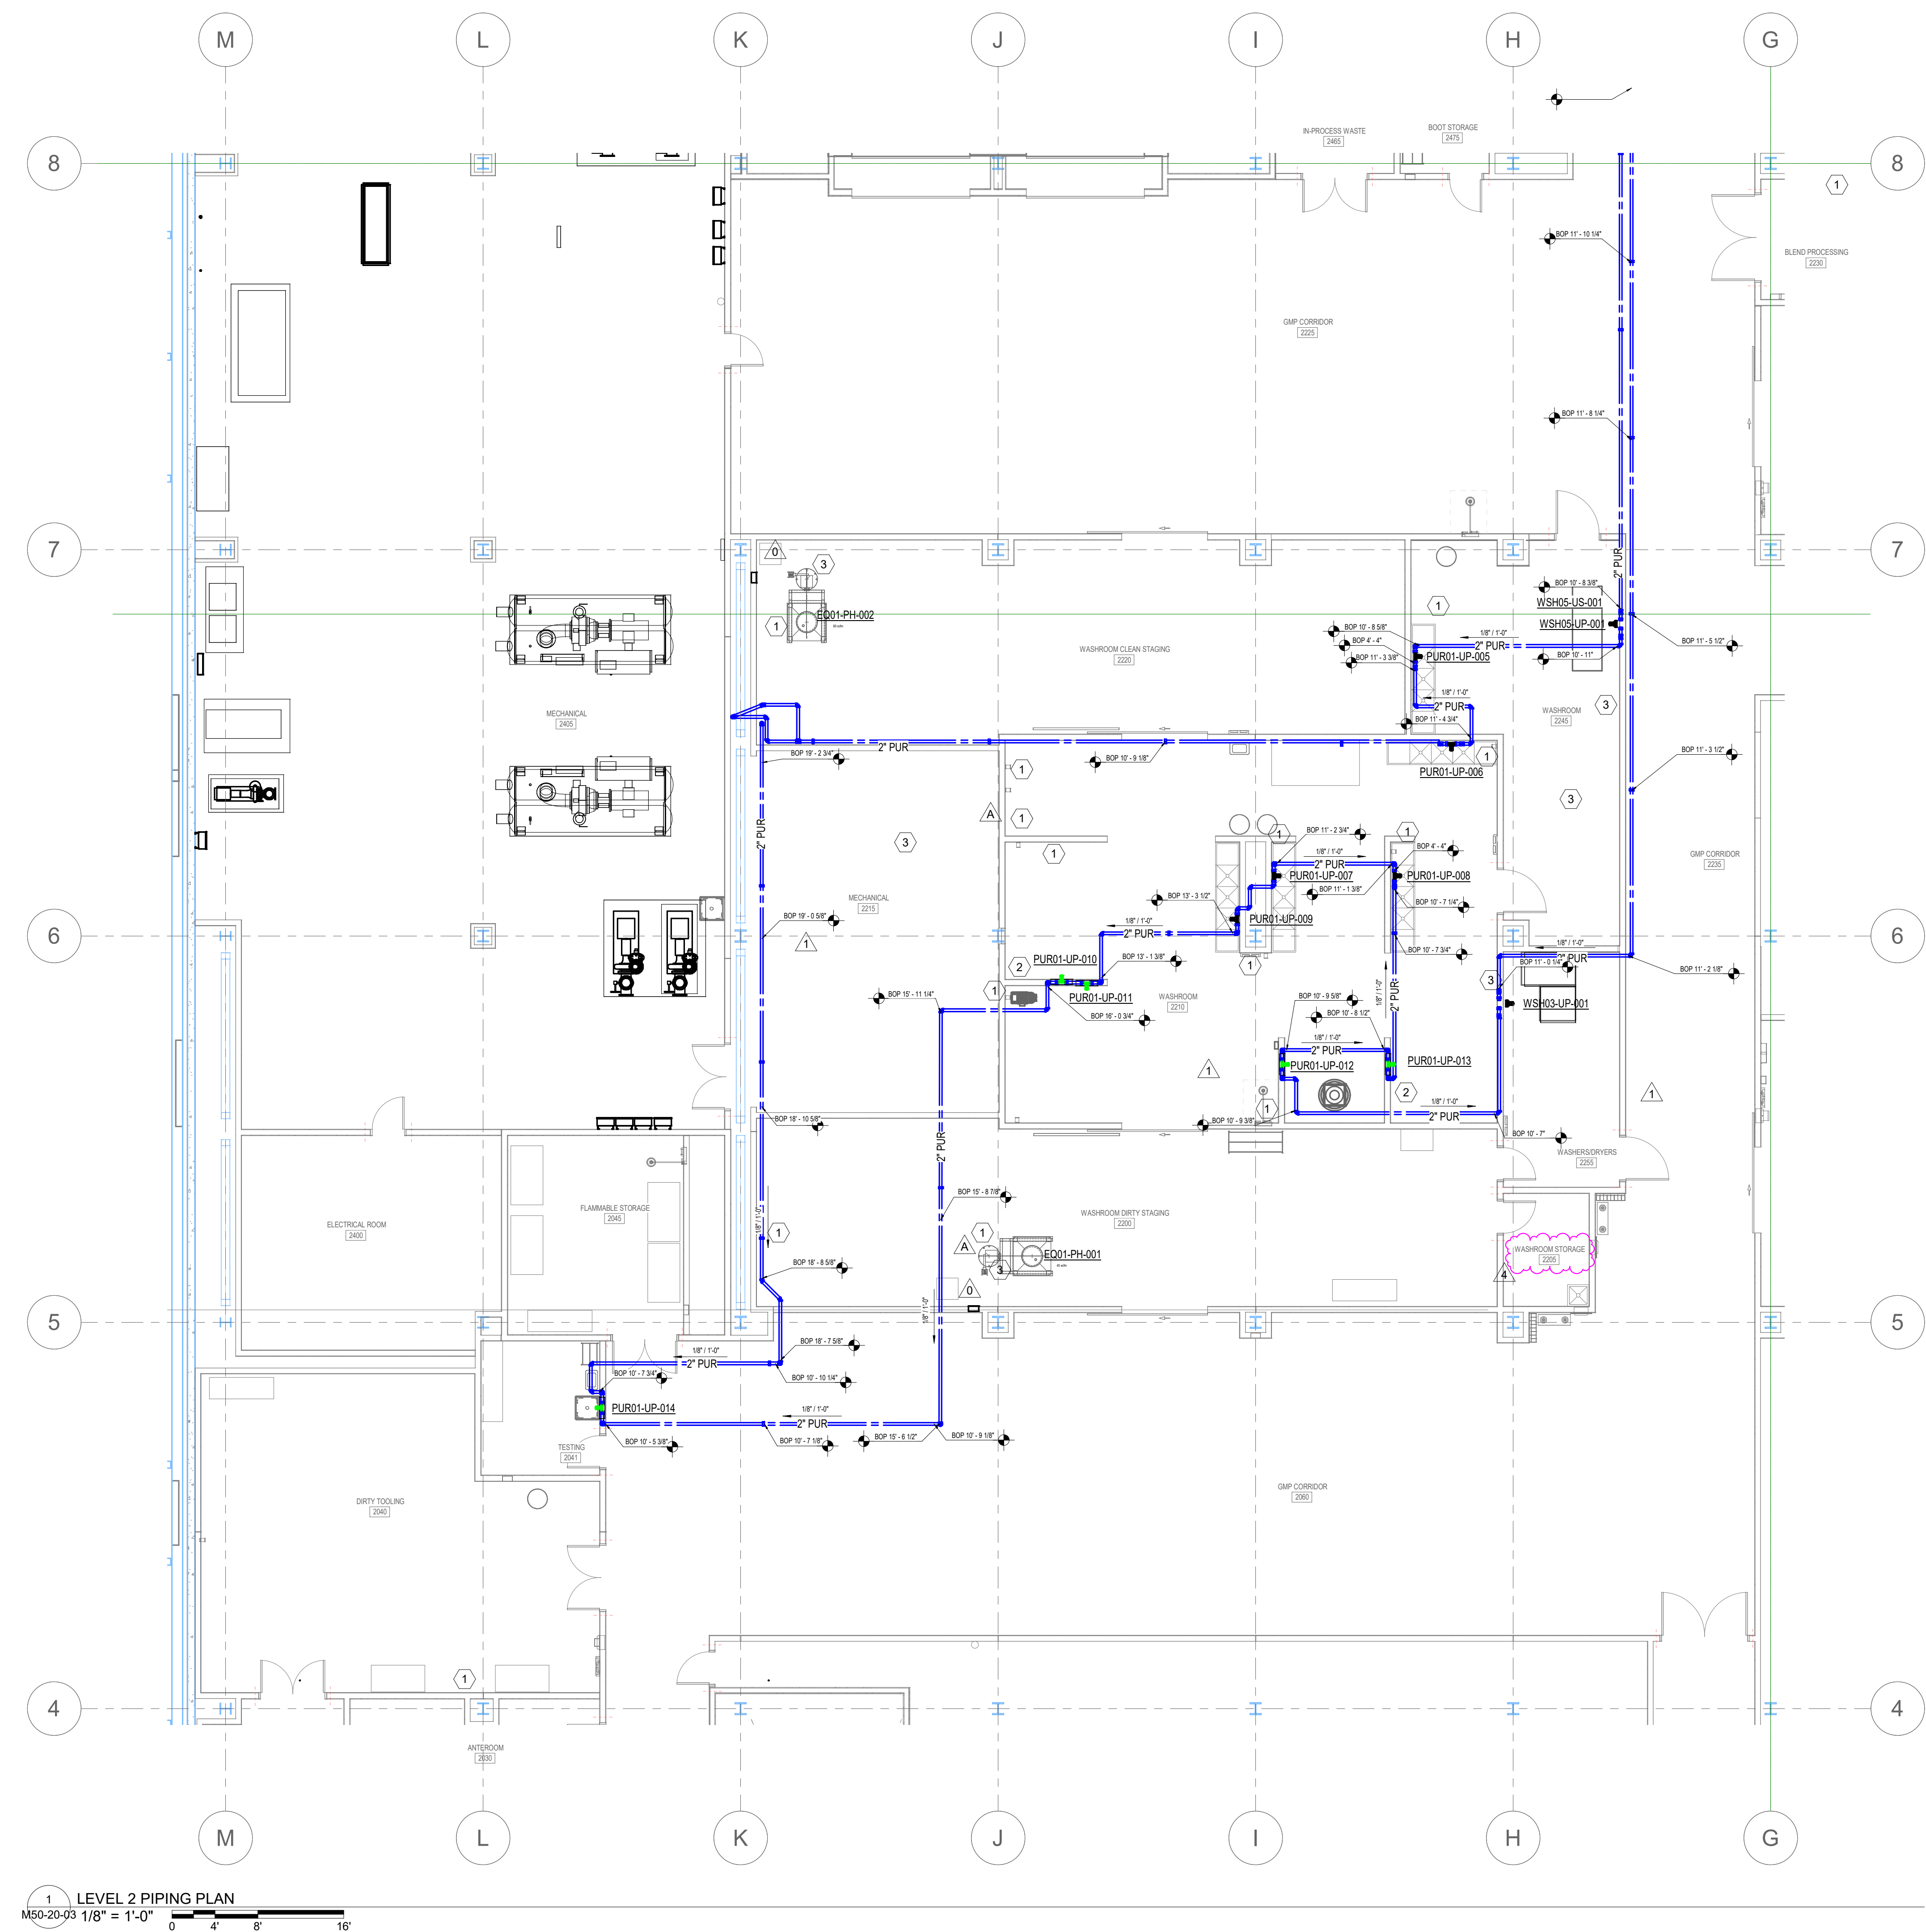 M
L
K
J
I
H
G
IN-PROCESS WASTE
2465
BOOT STORAGE
2475
8
8
1
BOP 11' - 10 1/4"
BLEND PROCESSING
2230
GMP CORRIDOR
2225
BOP 11' - 8 1/4"
7
7
0
3
2" PUR
BOP 10' - 8 3/8"
WSH05-US-001
EQ01-PH-002
1
1
WSH05-UP-001
BOP 10' - 8 5/8"
1/8" / 1'-0"
BOP 4' - 4"
2" PUR
BOP 11' - 5 1/2"
WASHROOM CLEAN STAGING
2220
BOP 11' - 3 3/8"
PUR01-UP-005
BOP 10' - 11"
1/8" / 1'-0"
2" PUR
MECHANICAL
2405
WASHROOM
2245
3
BOP 11' - 4 3/4"
2" PUR
BOP 19' - 2 3/4"
BOP 10' - 9 1/8"
1
BOP 11' - 3 1/2"
1
PUR01-UP-006
3
A
1
2" PUR
3
1
1
BOP 11' - 2 3/4"
1
1/8" / 1'-0"
BOP 4' - 4"
GMP CORRIDOR
2235
2" PUR
PUR01-UP-007
PUR01-UP-008
MECHANICAL
2215
BOP 13' - 3 1/2"
BOP 11' - 1 3/8"
BOP 10' - 7 1/4"
BOP 19' - 0 5/8"
1/8" / 1'-0"
PUR01-UP-009
6
2" PUR
6
1
1/8" / 1'-0"
BOP 10' - 7 3/4"
2" PUR
2
PUR01-UP-010
BOP 13' - 1 3/8"
1
BOP 11' - 0 1/4"
BOP 11' - 2 1/8"
3
1
BOP 15' - 11 1/4"
PUR01-UP-011
WASHROOM
2210
1/8" / 1'-0"
2" PUR
BOP 10' - 9 5/8"
WSH03-UP-001
BOP 16' - 0 3/4"
BOP 10' - 8 1/2"
1/8" / 1'-0"
2" PUR
1
PUR01-UP-012
PUR01-UP-013
2
1
1
1/8" / 1'-0"
BOP 18' - 10 5/8"
BOP 10' - 9 3/8"
2" PUR
BOP 10' - 7"
2" PUR
WASHERS/DRYERS
2255
BOP 15' - 8 7/8"
FLAMMABLE STORAGE
2045
ELECTRICAL ROOM
2400
1/8" / 1'-0"
1
WASHROOM DIRTY STAGING
2200
1
A
EQ01-PH-001
WASHROOM STORAGE
2205
BOP 18' - 8 5/8"
3
4
0
1/8" / 1'-0"
5
5
BOP 18' - 7 5/8"
1/8" / 1'-0"
2" PUR
BOP 10' - 7 3/4"
BOP 10' - 10 1/4"
PUR01-UP-014
1/8" / 1'-0"
2" PUR
BOP 10' - 5 3/8"
BOP 10' - 7 1/8"
BOP 15' - 6 1/2"
BOP 10' - 9 1/8"
TESTING
2041
GMP CORRIDOR
2060
DIRTY TOOLING
2040
1
4
4
ANTEROOM
2030
M
L
K
J
I
H
G
1
LEVEL 2 PIPING PLAN
M50-20-03
1/8" = 1'-0"
0 4' 8' 16'